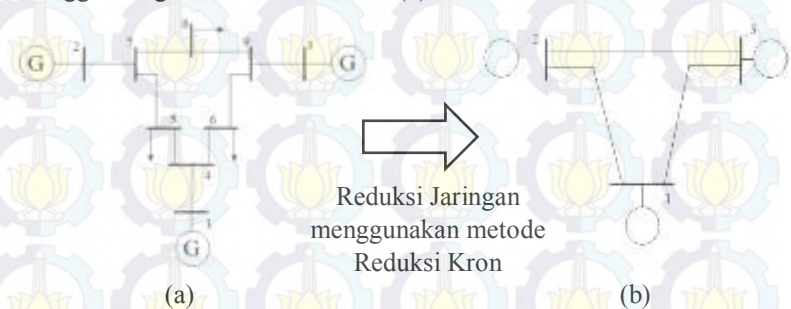 G
2
7
8
9
3
G
5
6
4
1
G
(a)
Reduksi Jaringan
menggunakan metode
Reduksi Kron
2
3
1
(b)